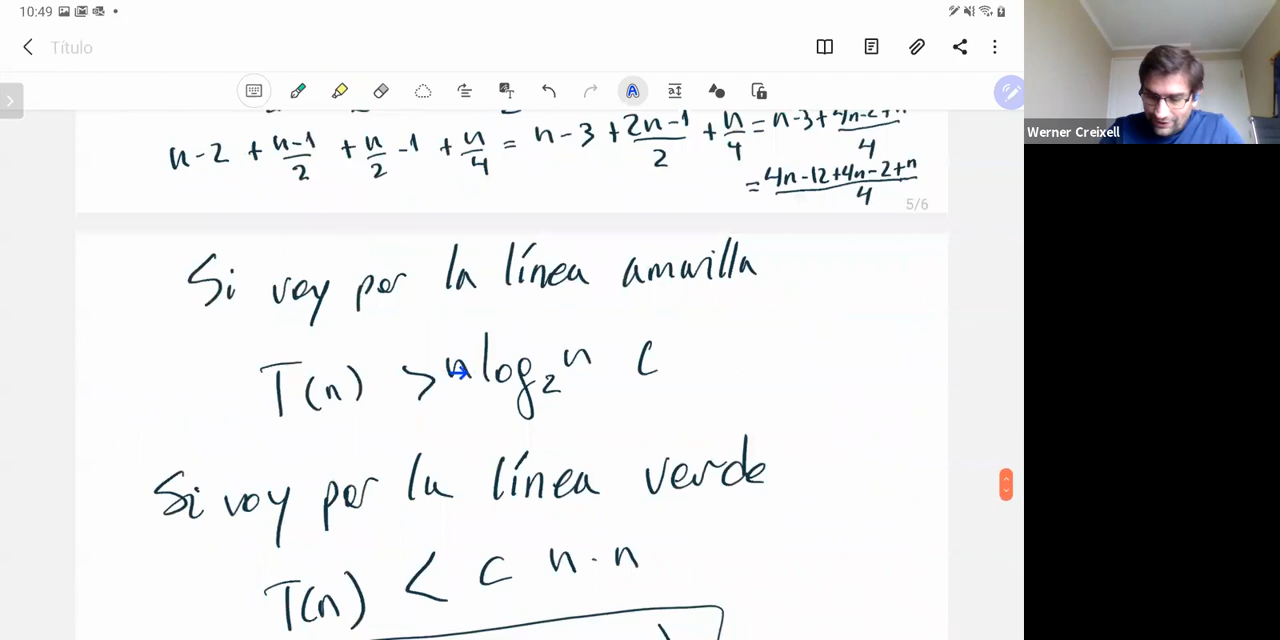 10:49
Título
n-2 + n-1/2 + n/2 -1 + n/4 = n-3 + 2n-1/2 + n/4 = n-3 + 4n-2+n/4
= 4n-12+4n-2+n/4
5/6
Si voy por la línea amarilla
T(n) > n log₂ n C
Si voy por la línea verde
T(n) < c n · n
Werner Creixell